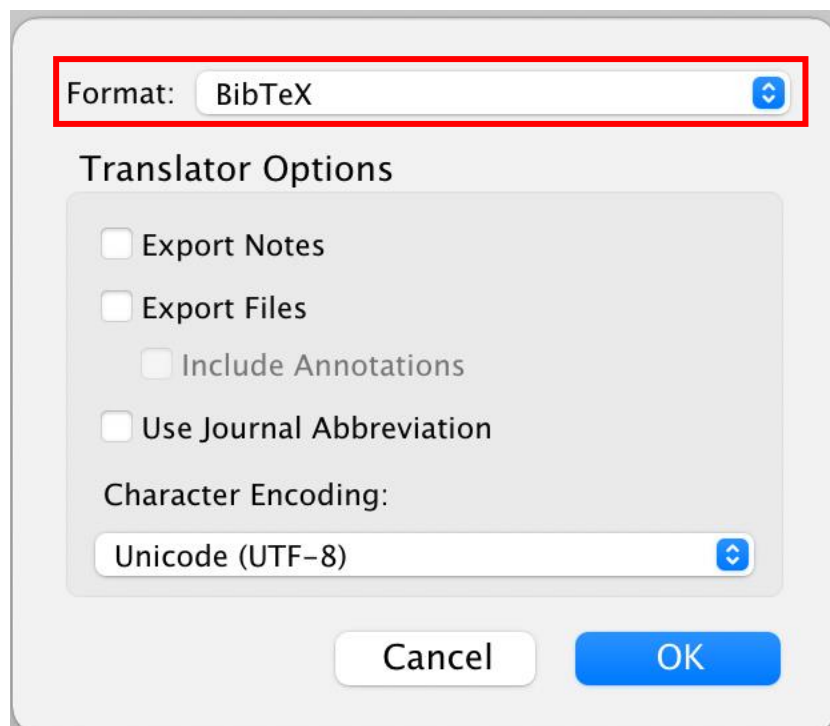 Format: BibTeX
Translator Options
Export Notes
Export Files
Include Annotations
Use Journal Abbreviation
Character Encoding:
Unicode (UTF-8)
Cancel OK